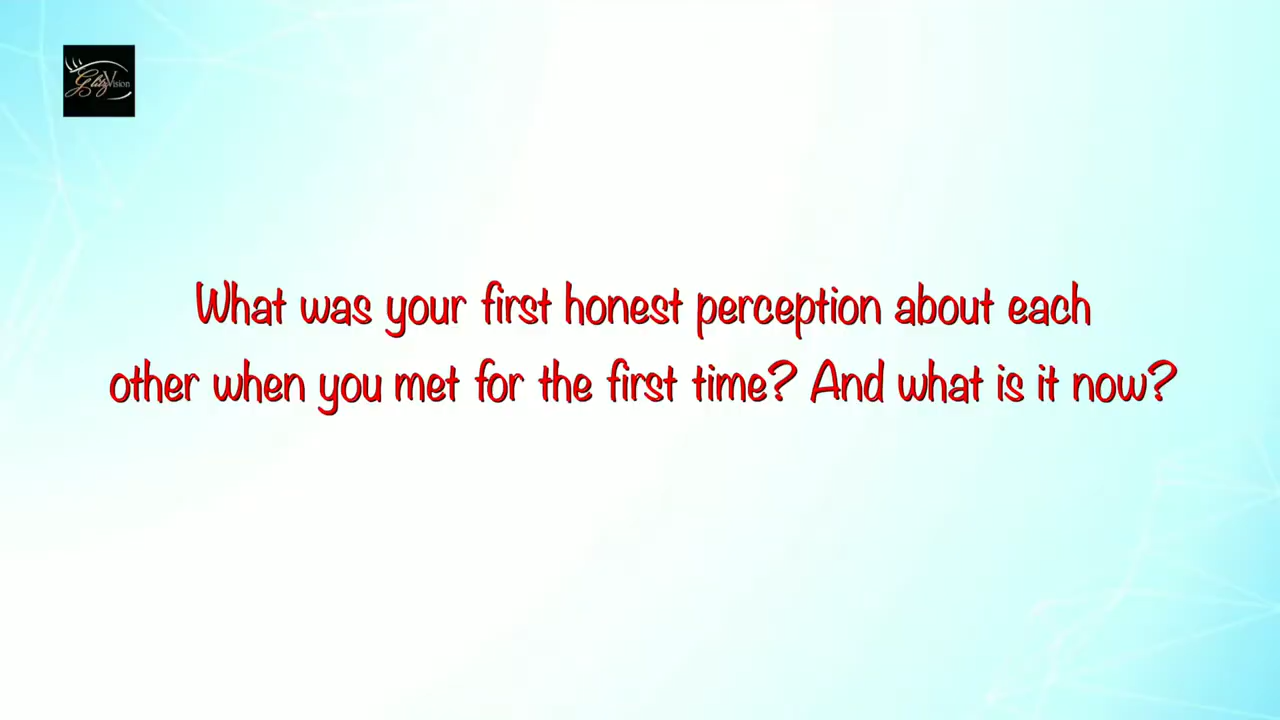 GlitzVision
What was your first honest perception about each
other when you met for the first time? And what is it now?